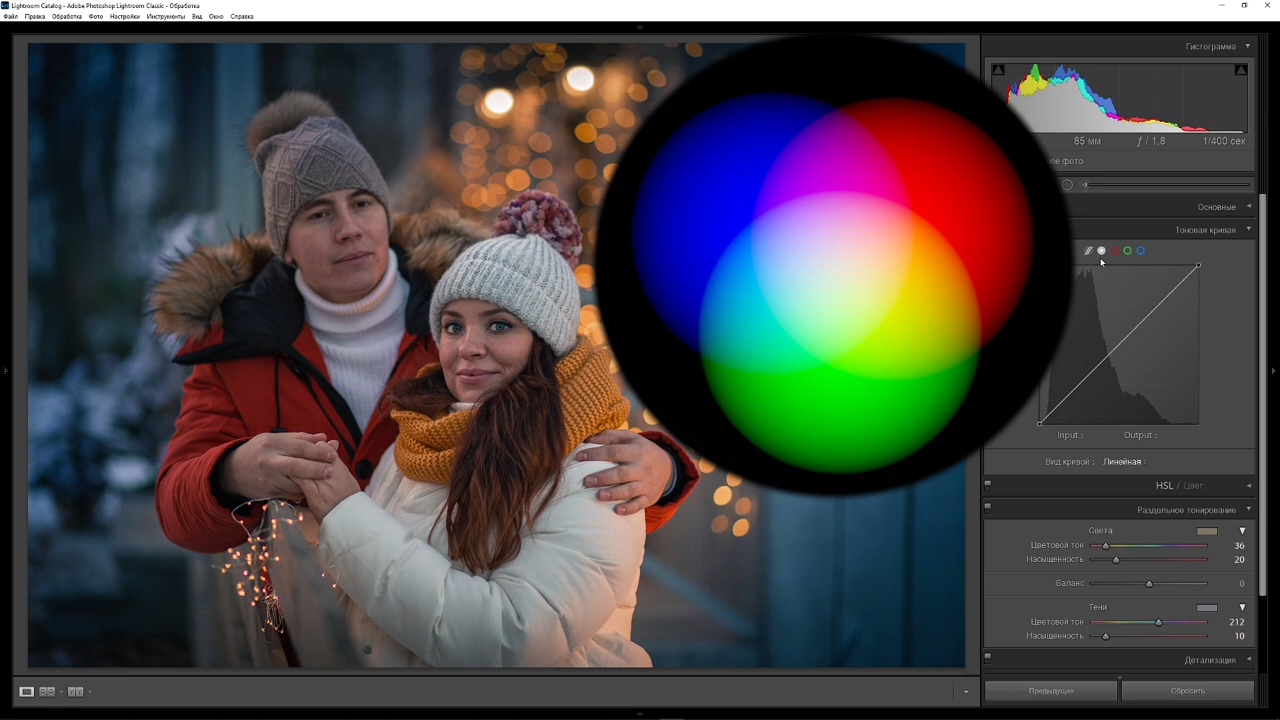 Lightroom Catalog - Adobe Photoshop Lightroom Classic - Обработка
Файл Правка Обработка Фото Настройки Инструменты Вид Окно Справка
Гистограмма
85 мм ƒ / 1,8 1/400 сек
ное фото
Основные
Тоновая кривая
Input : Output :
Вид кривой : Линейная
HSL / Цвет
Раздельное тонирование
Света
Цветовой тон 36
Насыщенность 20
Баланс 0
Тени
Цветовой тон 212
Насыщенность 10
Детализация
Предыдущие Сбросить